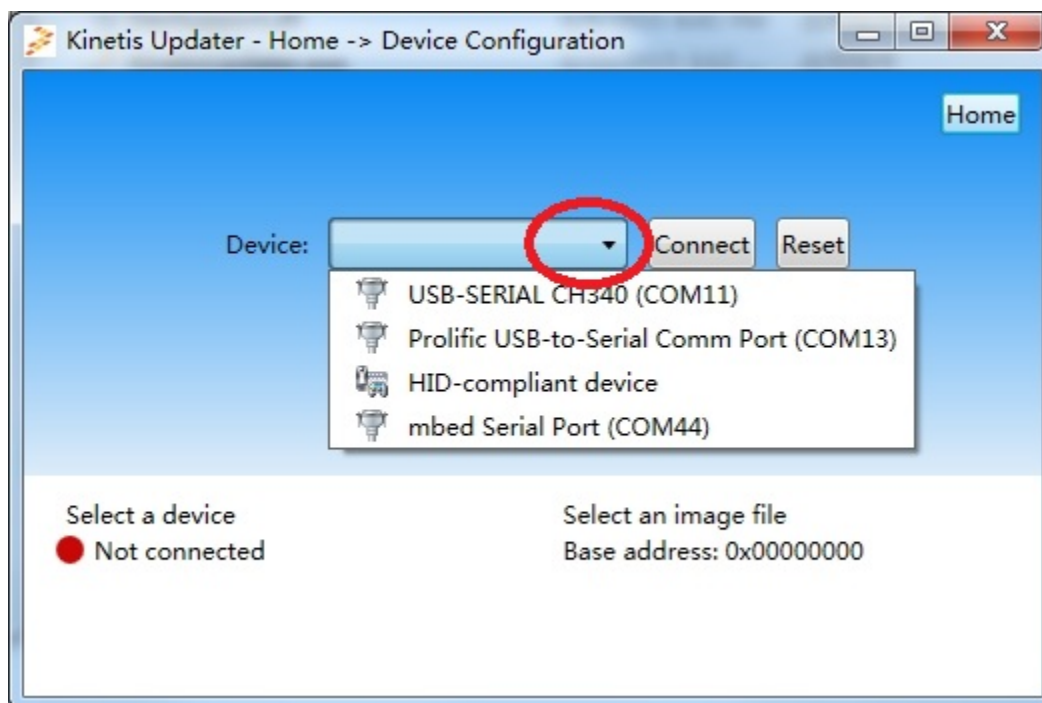 Kinetis Updater - Home -> Device Configuration
Home
Device:
Connect
Reset
USB-SERIAL CH340 (COM11)
Prolific USB-to-Serial Comm Port (COM13)
HID-compliant device
mbed Serial Port (COM44)
Select a device
Not connected
Select an image file
Base address: 0x00000000